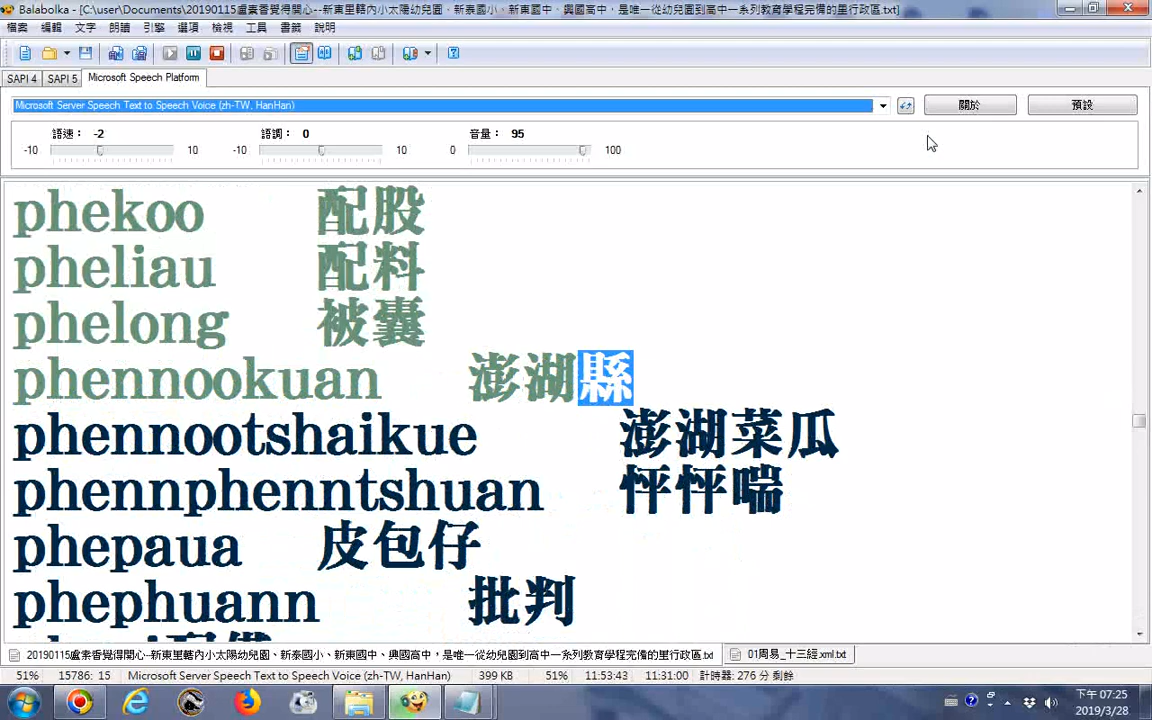 Balabolka - [C:\user\Documents\20190115盧素香覺得開心--新東里轄內小太陽幼兒園、新泰國小、新東國中、興國高中，是唯一從幼兒園到高中一系列教育學程完備的里行政區.txt]
檔案 編輯 文字 朗讀 引擎 選項 檢視 工具 書籤 說明
SAPI 4 SAPI 5 Microsoft Speech Platform
Microsoft Server Speech Text to Speech Voice (zh-TW, HanHan) 關於 預設
語速： -2 語調： 0 音量： 95
-10 10 -10 10 0 100
phekoo 配股
pheliau 配料
phelong 被囊
phennookuan 澎湖縣
phennootshaikue 澎湖菜瓜
phennphenntshuan 怦怦喘
phepaua 皮包仔
phephuann 批判
20190115盧素香覺得開心--新東里轄內小太陽幼兒園、新泰國小、新東國中、興國高中，是唯一從幼兒園到高中一系列教育學程完備的里行政區.txt 01周易_十三經.xml.txt
51% 15786: 15 Microsoft Server Speech Text to Speech Voice (zh-TW, HanHan) 399 KB 51% 11:53:43 11:31:00 計時器: 276 分 剩餘
下午 07:25
2019/3/28